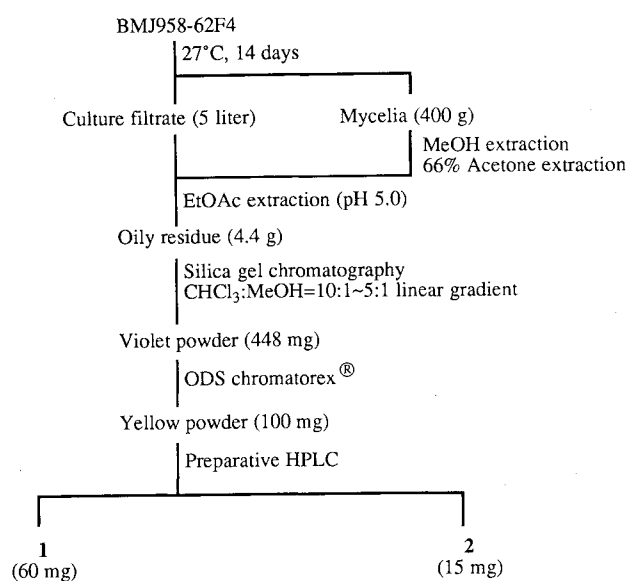 BMJ958-62F4
27°C, 14 days
Culture filtrate (5 liter)
Mycelia (400 g)
MeOH extraction
66% Acetone extraction
EtOAc extraction (pH 5.0)
Oily residue (4.4 g)
Silica gel chromatography
CHCl₃:MeOH=10:1~5:1 linear gradient
Violet powder (448 mg)
ODS chromatorex®
Yellow powder (100 mg)
Preparative HPLC
1
(60 mg)
2
(15 mg)